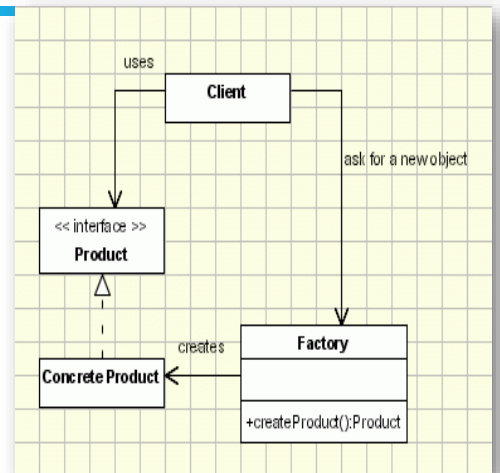 uses
Client
ask for a new object
<< interface >>
Product
creates
Factory
Concrete Product
+createProduct():Product